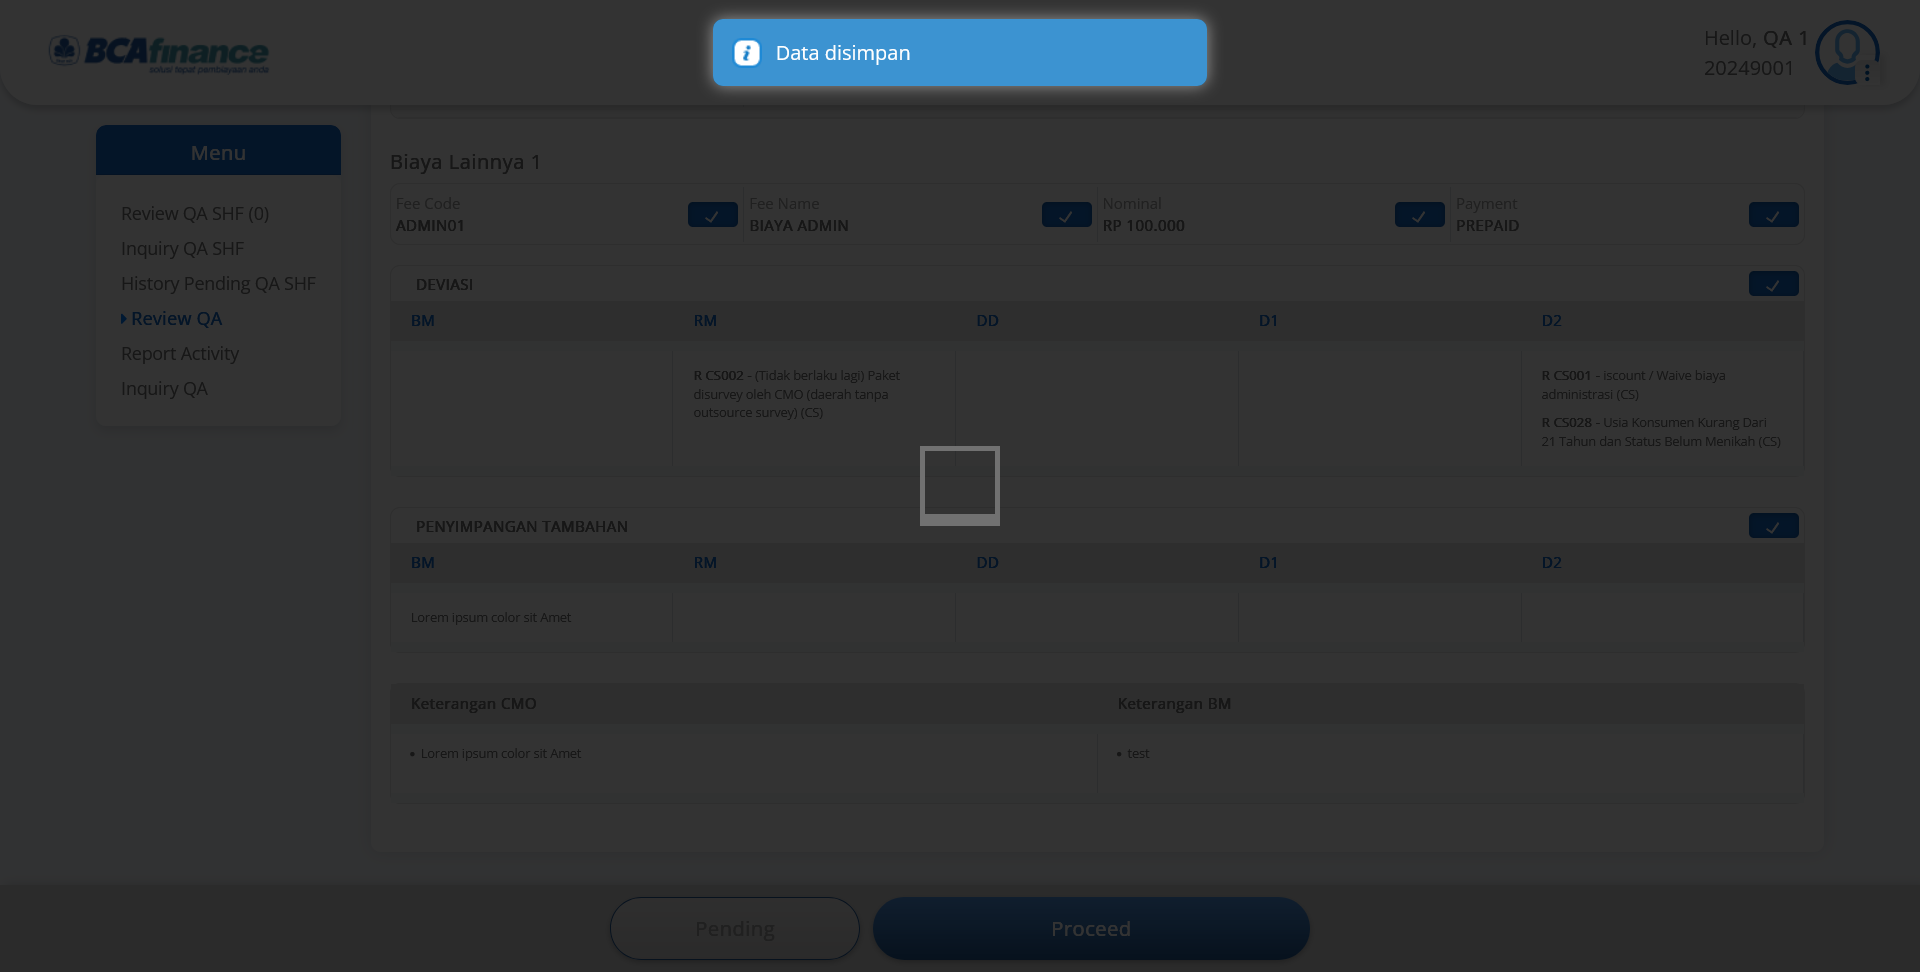 Data disimpan
BCAfinance
solusi tepat pembiayaan anda
Hello, QA 1
20249001
Menu
Review QA SHF (0)
Inquiry QA SHF
History Pending QA SHF
Review QA
Report Activity
Inquiry QA
Biaya Lainnya 1
Fee Code
ADMIN01
Fee Name
BIAYA ADMIN
Nominal
RP 100.000
Payment
PREPAID
DEVIASI
BM RM DD D1 D2
R CS002 - (Tidak berlaku lagi) Paket
disurvey oleh CMO (daerah tanpa
outsource survey) (CS)
R CS001 - iscount / Waive biaya
administrasi (CS)
R CS028 - Usia Konsumen Kurang Dari
21 Tahun dan Status Belum Menikah (CS)
PENYIMPANGAN TAMBAHAN
BM RM DD D1 D2
Lorem ipsum color sit Amet
Keterangan CMO
Keterangan BM
• Lorem ipsum color sit Amet
• test
Pending
Proceed